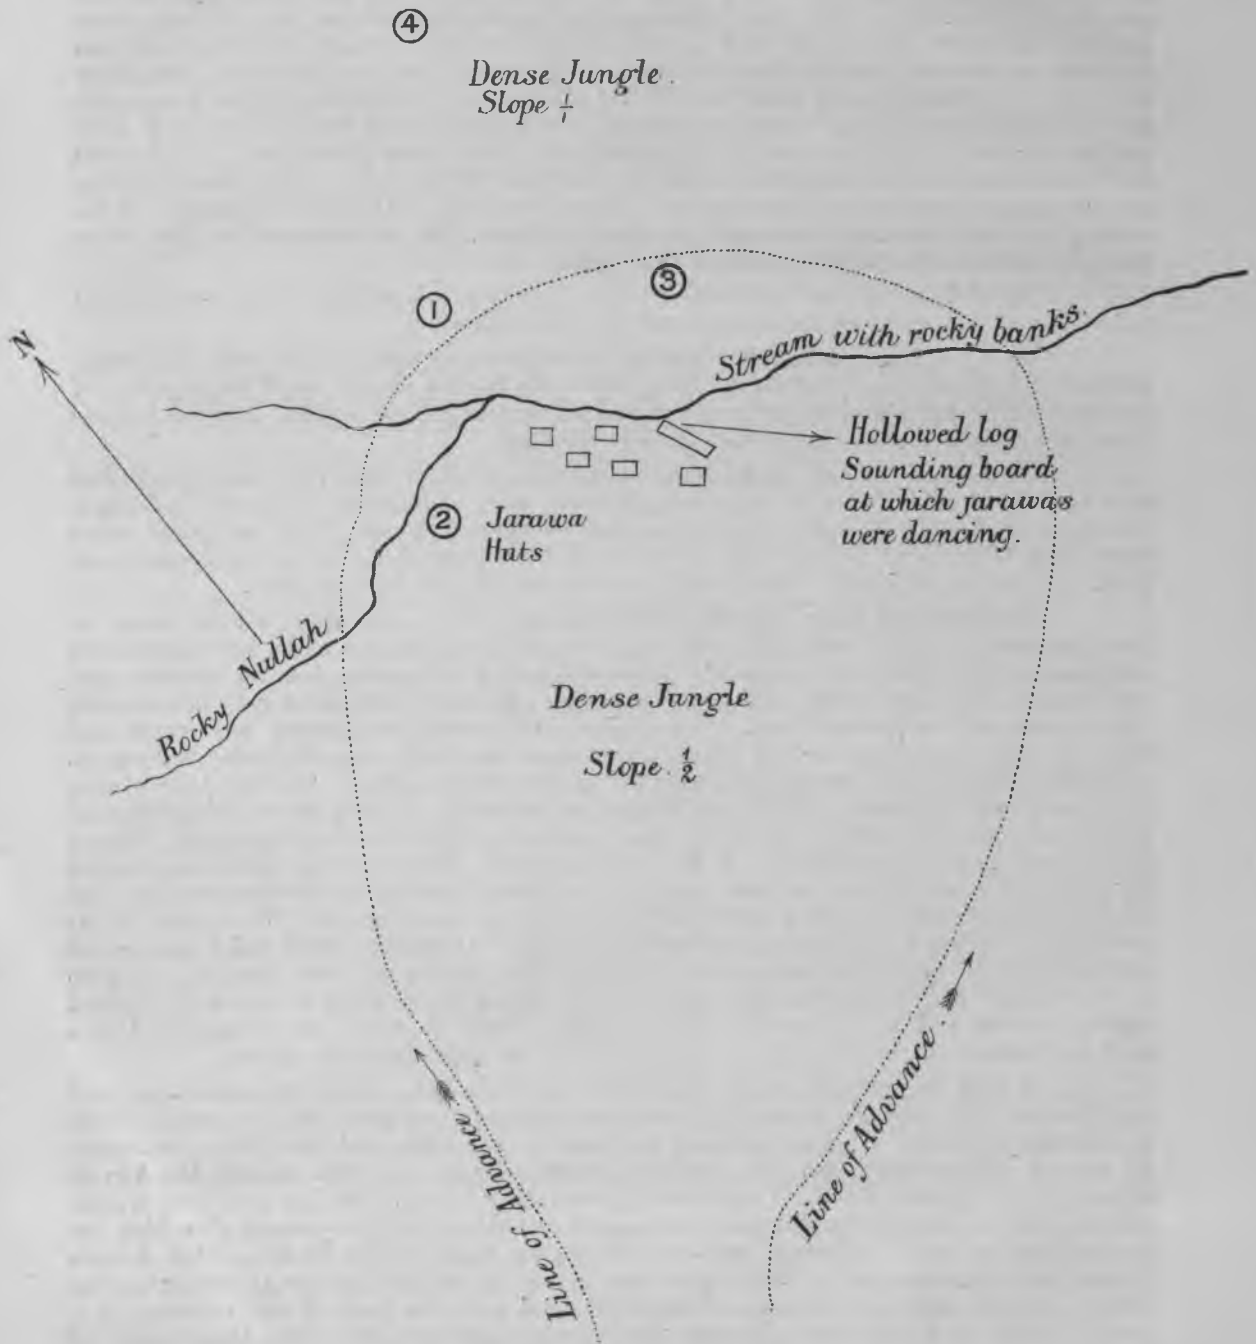 ④
Dense Jungle.
Slope 1/1
③
①
N
Stream with rocky banks.
Hollowed log
Sounding board
at which jarawas
were dancing.
②
Jarawa
Huts
Rocky Nullah
Dense Jungle
Slope. 1/2
Line of Advance
Line of Advance